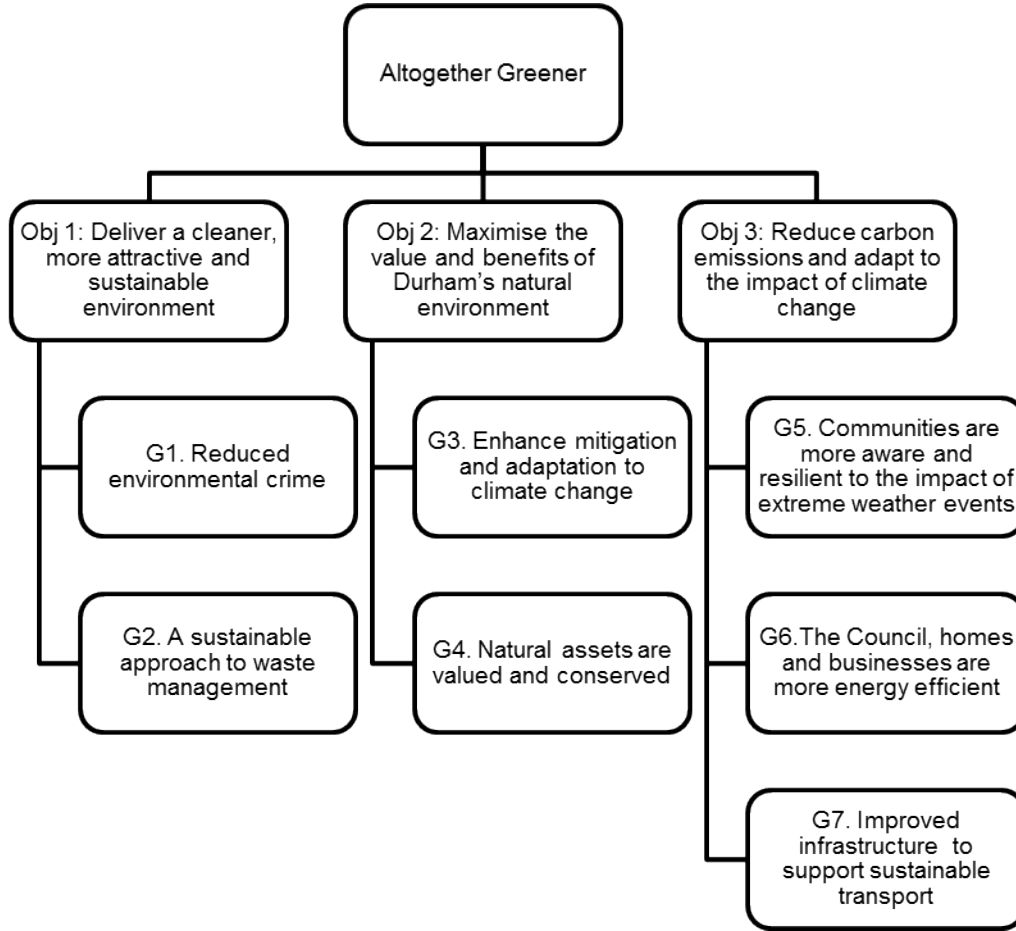 Altogether Greener
Obj 1: Deliver a cleaner,
more attractive and
sustainable
environment
Obj 2: Maximise the
value and benefits of
Durham's natural
environment
Obj 3: Reduce carbon
emissions and adapt to
the impact of climate
change
G1. Reduced
environmental crime
G2. A sustainable
approach to waste
management
G3. Enhance mitigation
and adaptation to
climate change
G4. Natural assets are
valued and conserved
G5. Communities are
more aware and
resilient to the impact of
extreme weather events
G6.The Council, homes
and businesses are
more energy efficient
G7. Improved
infrastructure to
support sustainable
transport